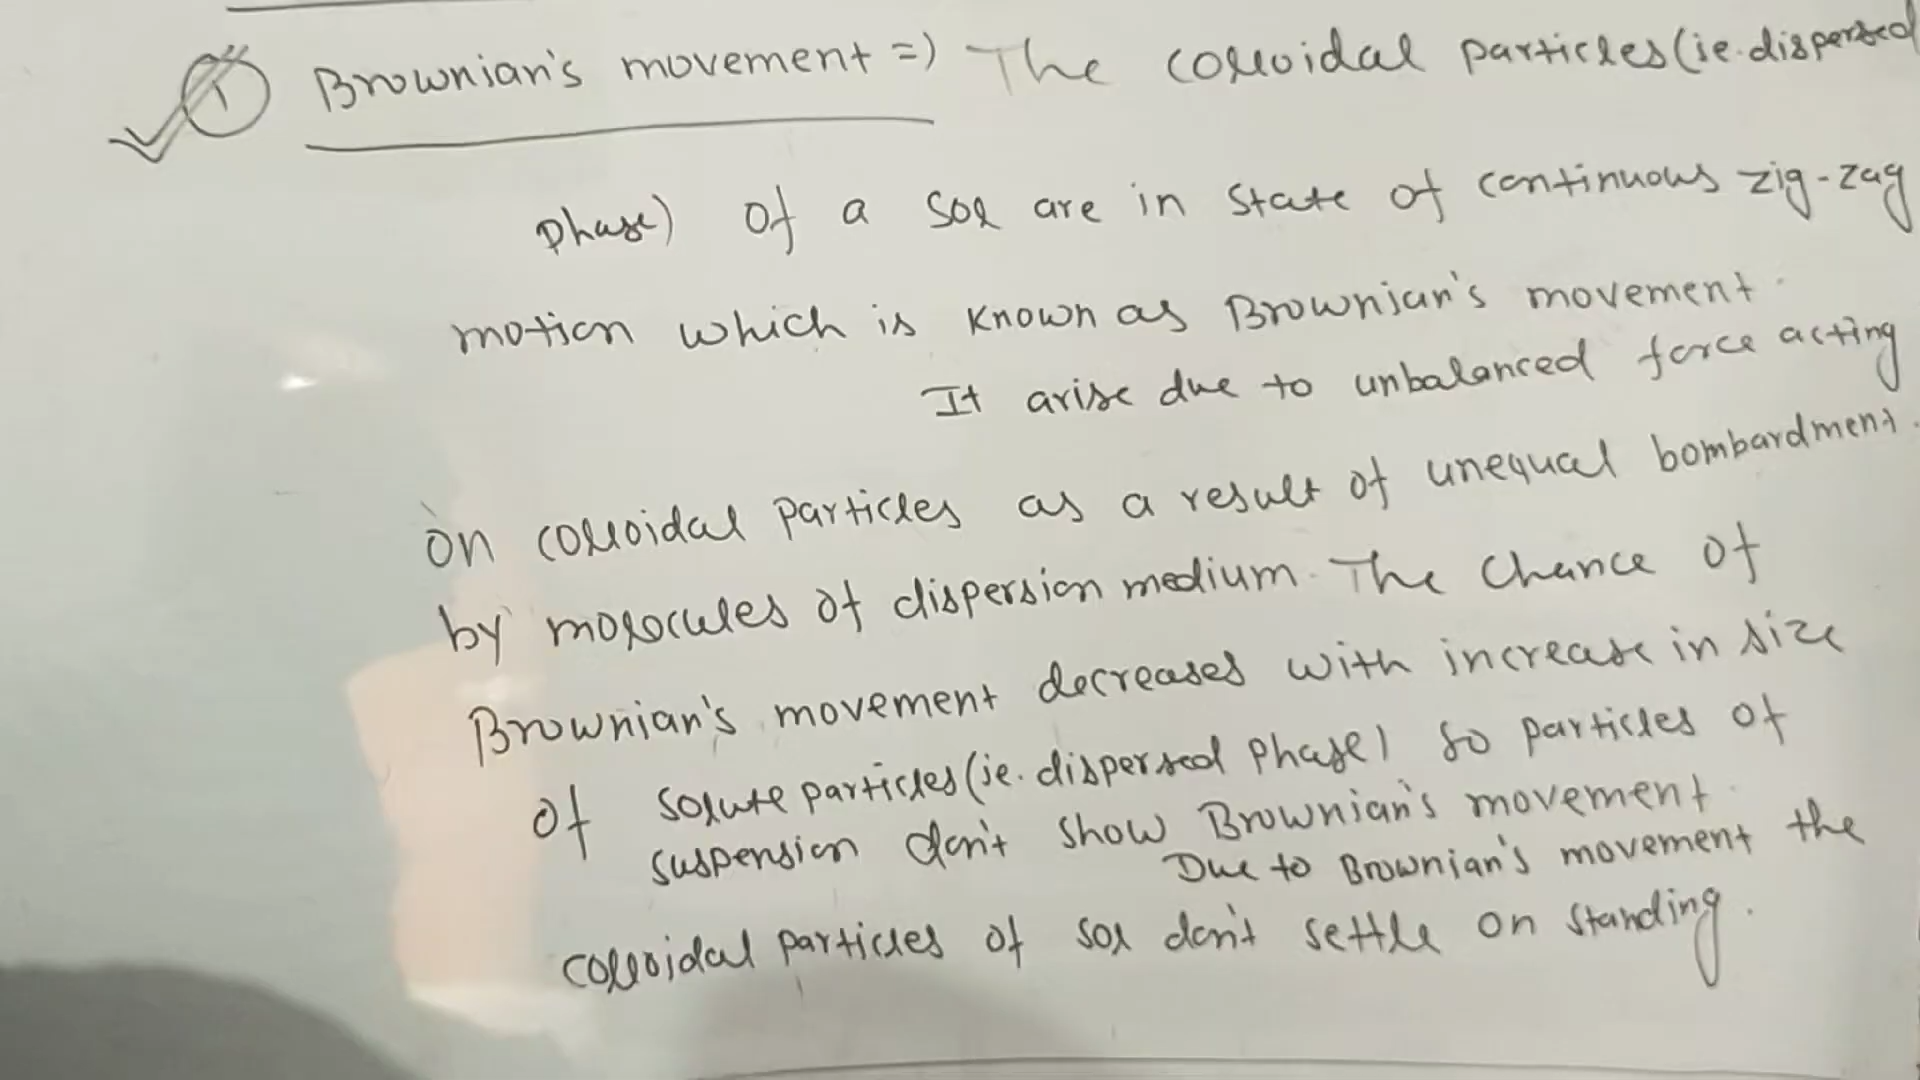 ① Brownian's movement => The colloidal particles (ie. dispersed
phase) of a sol are in state of continuous zig-zag
motion which is known as Brownian's movement.
It arise due to unbalanced force acting
on colloidal particles as a result of unequal bombardment.
by molecules of dispersion medium. The chance of
Brownian's movement decreases with increase in size
of solute particles (ie. dispersed phase) so particles of
suspension don't show Brownian's movement.
Due to Brownian's movement the
colloidal particles of sol don't settle on standing.